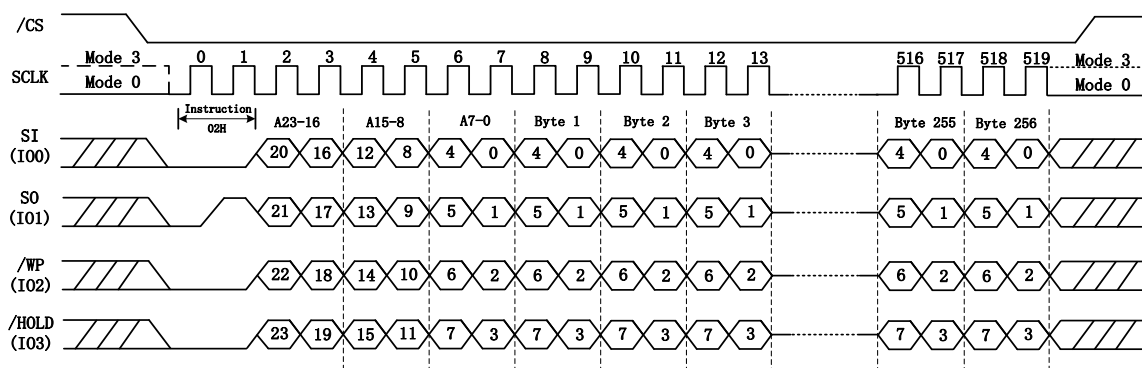 /CS
Mode 3 0 1 2 3 4 5 6 7 8 9 10 11 12 13 516 517 518 519 Mode 3
SCLK
Mode 0 Mode 0
Instruction
02H
A23-16 A15-8 A7-0 Byte 1 Byte 2 Byte 3 Byte 255 Byte 256
SI
(IO0)
20 16 12 8 4 0 4 0 4 0 4 0 4 0 4 0
SO
(IO1)
21 17 13 9 5 1 5 1 5 1 5 1 5 1 5 1
/WP
(IO2)
22 18 14 10 6 2 6 2 6 2 6 2 6 2 6 2
/HOLD
(IO3)
23 19 15 11 7 3 7 3 7 3 7 3 7 3 7 3